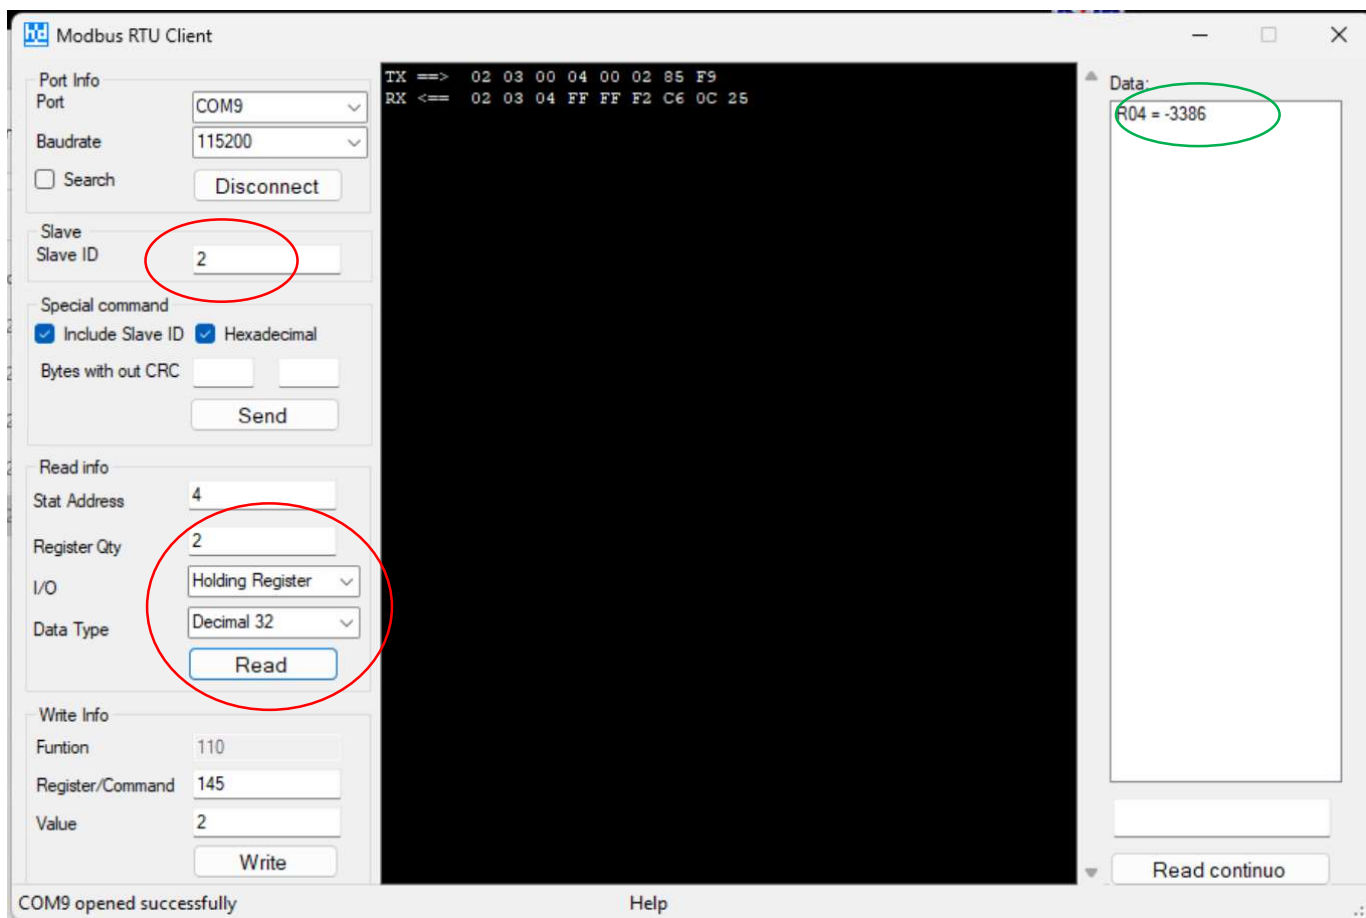 Modbus RTU Client
Port Info
Port
COM9
Baudrate
115200
Search
Disconnect
Slave
Slave ID
2
Special command
Include Slave ID
Hexadecimal
Bytes with out CRC
Send
Read info
Stat Address
4
Register Qty
2
I/O
Holding Register
Data Type
Decimal 32
Read
Write Info
Funtion
110
Register/Command
145
Value
2
Write
TX ==> 02 03 00 04 00 02 85 F9
RX <== 02 03 04 FF FF F2 C6 0C 25
Data:
R04 = -3386
Read continuo
COM9 opened successfully
Help